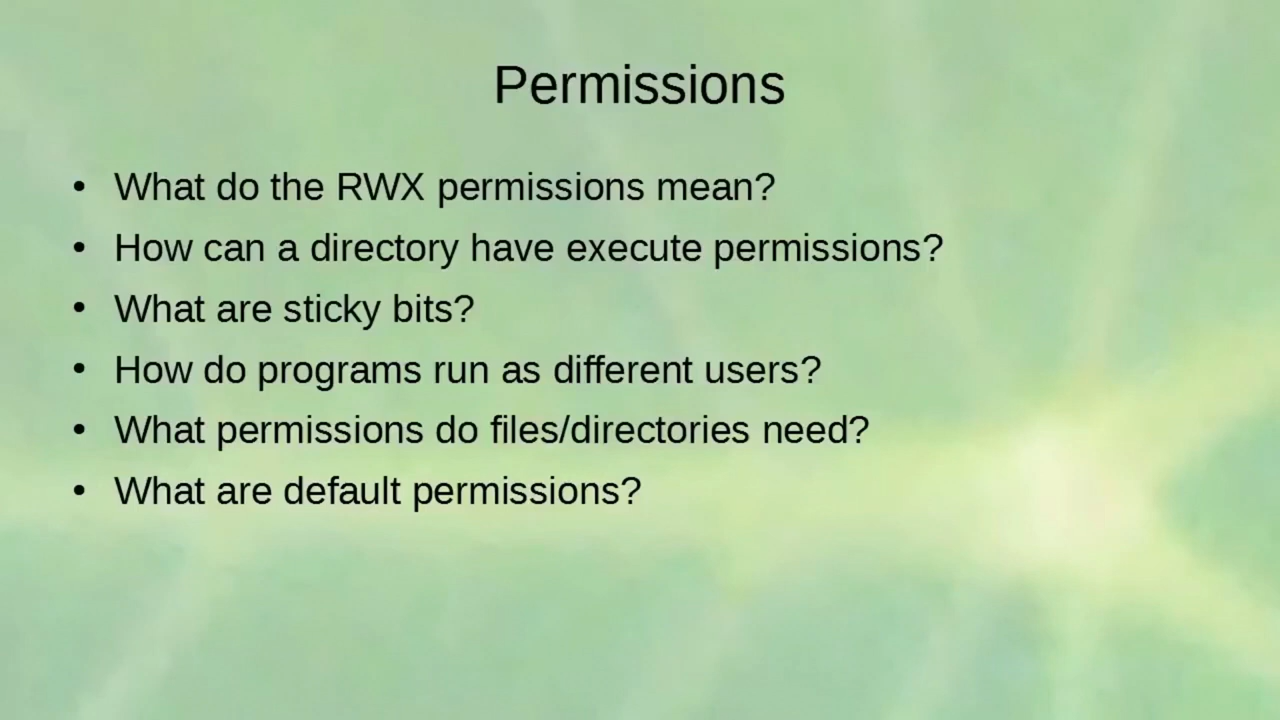 Permissions
• What do the RWX permissions mean?
• How can a directory have execute permissions?
• What are sticky bits?
• How do programs run as different users?
• What permissions do files/directories need?
• What are default permissions?